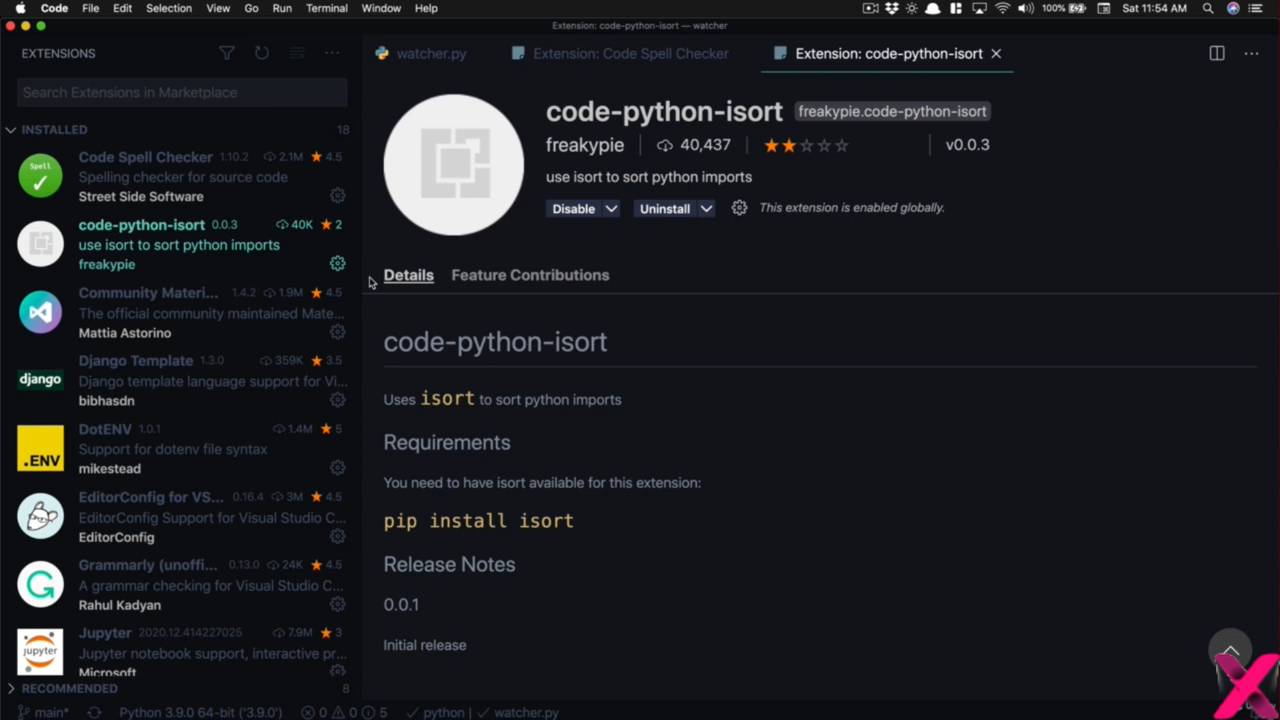 Code File Edit Selection View Go Run Terminal Window Help 100% Sat 11:54 AM
Extension: code-python-isort — watcher
EXTENSIONS
watcher.py Extension: Code Spell Checker Extension: code-python-isort
Search Extensions in Marketplace
INSTALLED 18
Spell
Code Spell Checker 1.10.2 2.1M 4.5
Spelling checker for source code
Street Side Software
code-python-isort 0.0.3 40K 2
use isort to sort python imports
freakypie
Community Materi... 1.4.2 1.9M 4.5
The official community maintained Mate...
Mattia Astorino
django
Django Template 1.3.0 359K 3.5
Django template language support for Vi...
bibhasdn
.ENV
DotENV 1.0.1 1.4M 5
Support for dotenv file syntax
mikestead
EditorConfig for VS... 0.16.4 3M 4.5
EditorConfig Support for Visual Studio C...
EditorConfig
Grammarly (unoffi... 0.13.0 24K 4.5
A grammar checking for Visual Studio C...
Rahul Kadyan
jupyter
Jupyter 2020.12.414227025 7.9M 3
Jupyter notebook support, interactive pr...
Microsoft
RECOMMENDED 8
code-python-isort freakypie.code-python-isort
freakypie 40,437 v0.0.3
use isort to sort python imports
Disable Uninstall This extension is enabled globally.
Details Feature Contributions
code-python-isort
Uses isort to sort python imports
Requirements
You need to have isort available for this extension:
pip install isort
Release Notes
0.0.1
Initial release
main* Python 3.9.0 64-bit ('3.9.0') 0 0 5 python | watcher.py
X